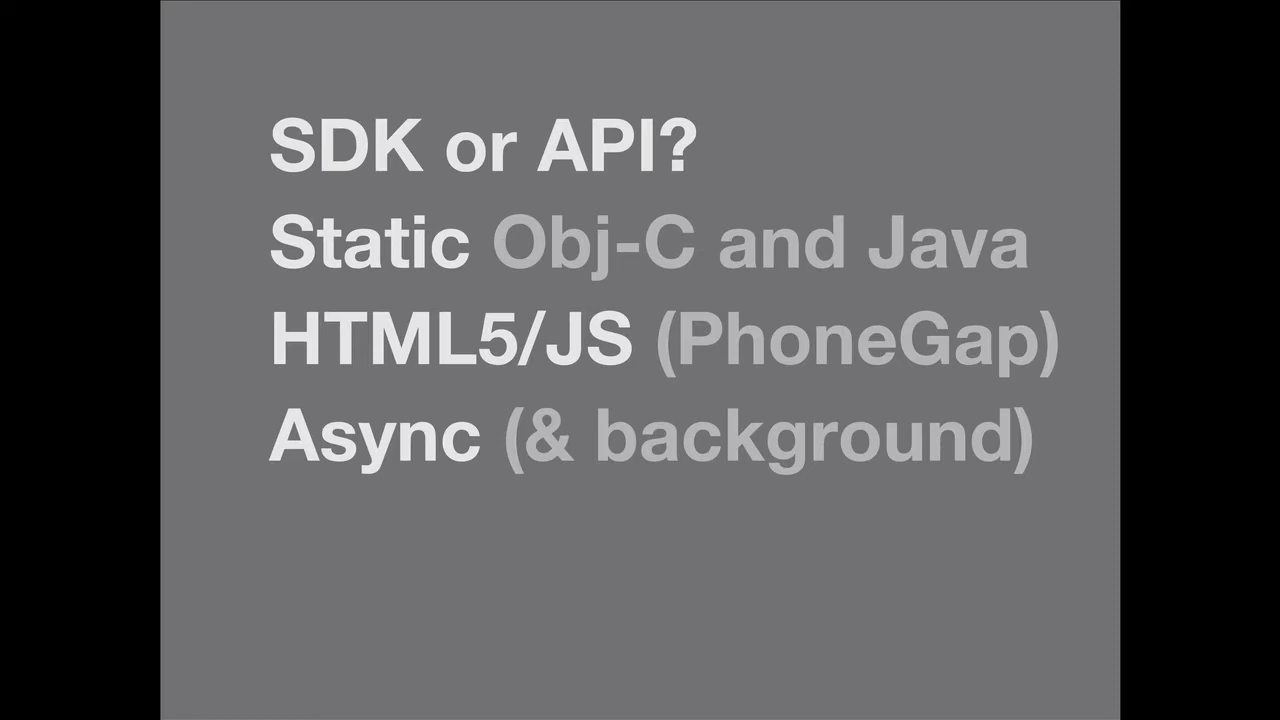 SDK or API?
Static Obj-C and Java
HTML5/JS (PhoneGap)
Async (& background)